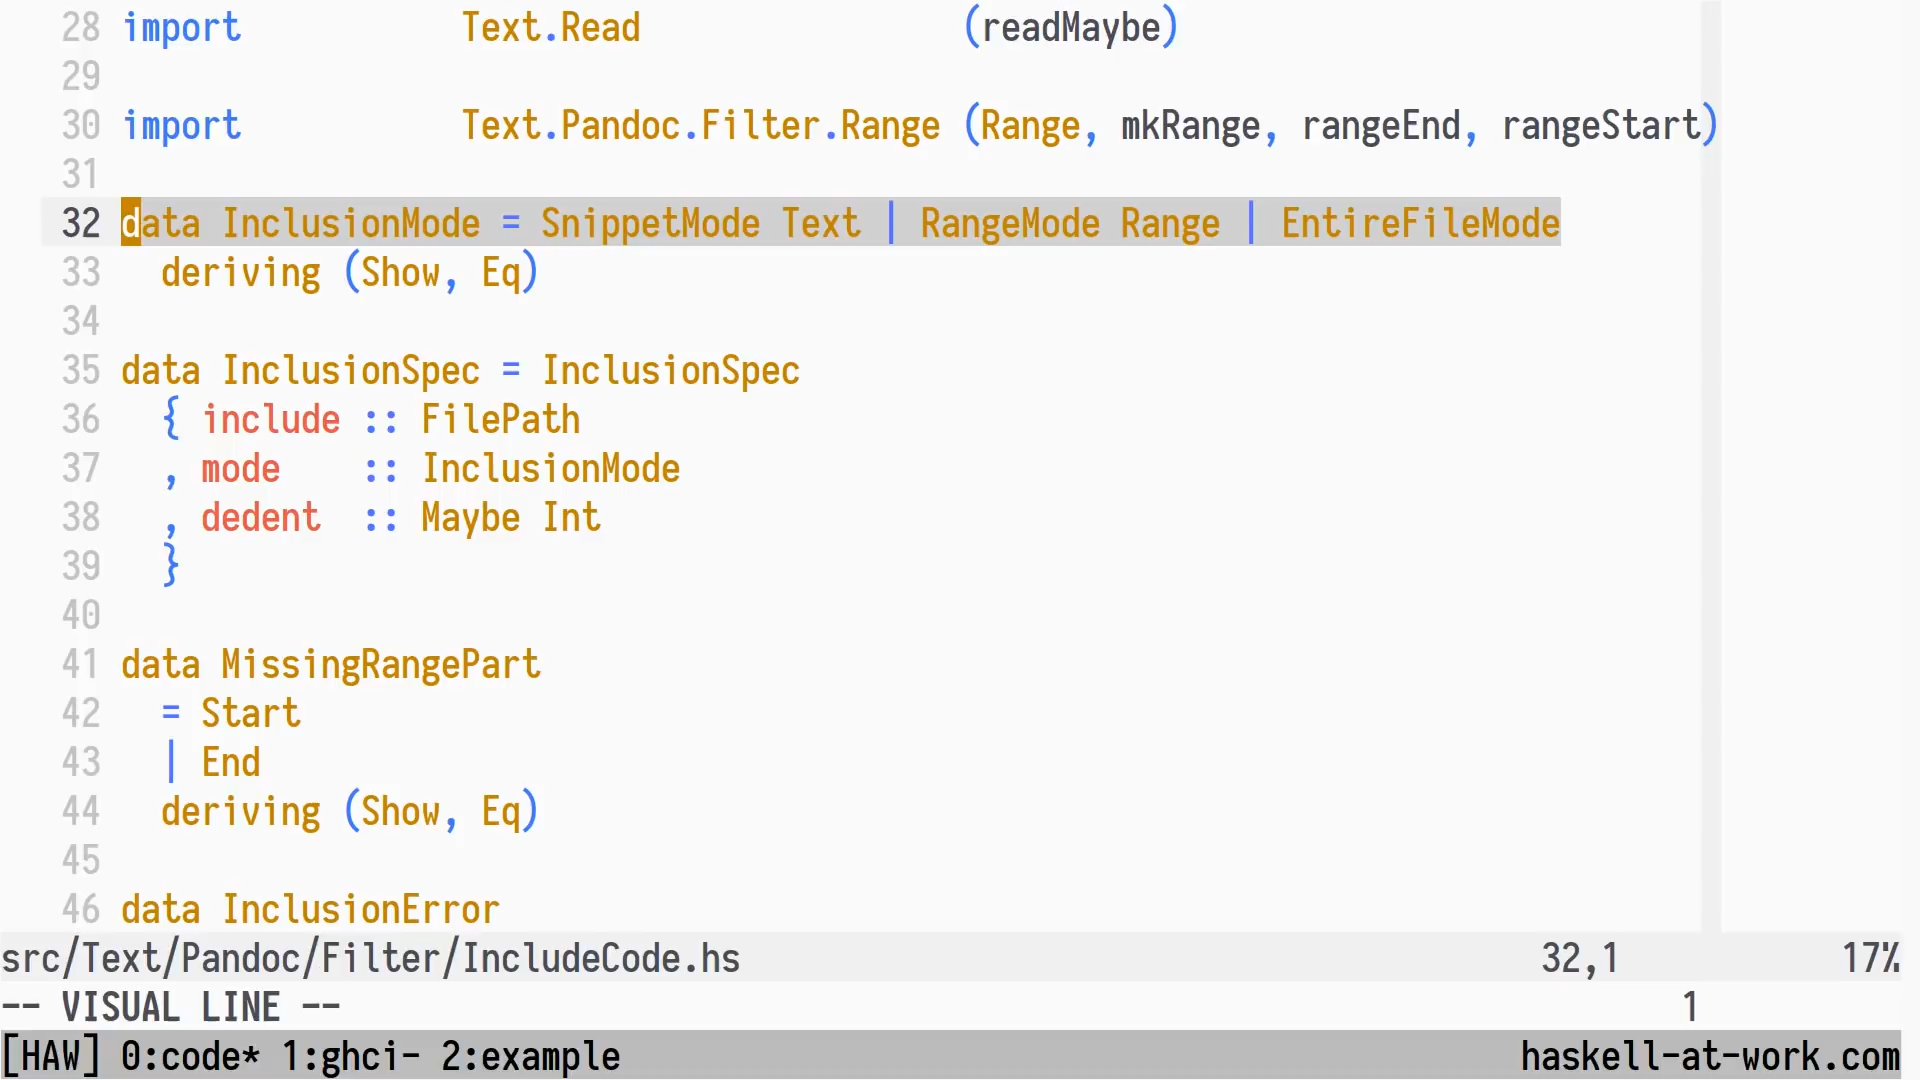 28 import           Text.Read                (readMaybe)
29
30 import           Text.Pandoc.Filter.Range (Range, mkRange, rangeEnd, rangeStart)
31
32 data InclusionMode = SnippetMode Text | RangeMode Range | EntireFileMode
33   deriving (Show, Eq)
34
35 data InclusionSpec = InclusionSpec
36   { include :: FilePath
37   , mode    :: InclusionMode
38   , dedent  :: Maybe Int
39   }
40
41 data MissingRangePart
42   = Start
43   | End
44   deriving (Show, Eq)
45
46 data InclusionError
src/Text/Pandoc/Filter/IncludeCode.hs 32,1 17%
-- VISUAL LINE -- 1
[HAW] 0:code* 1:ghci- 2:example haskell-at-work.com